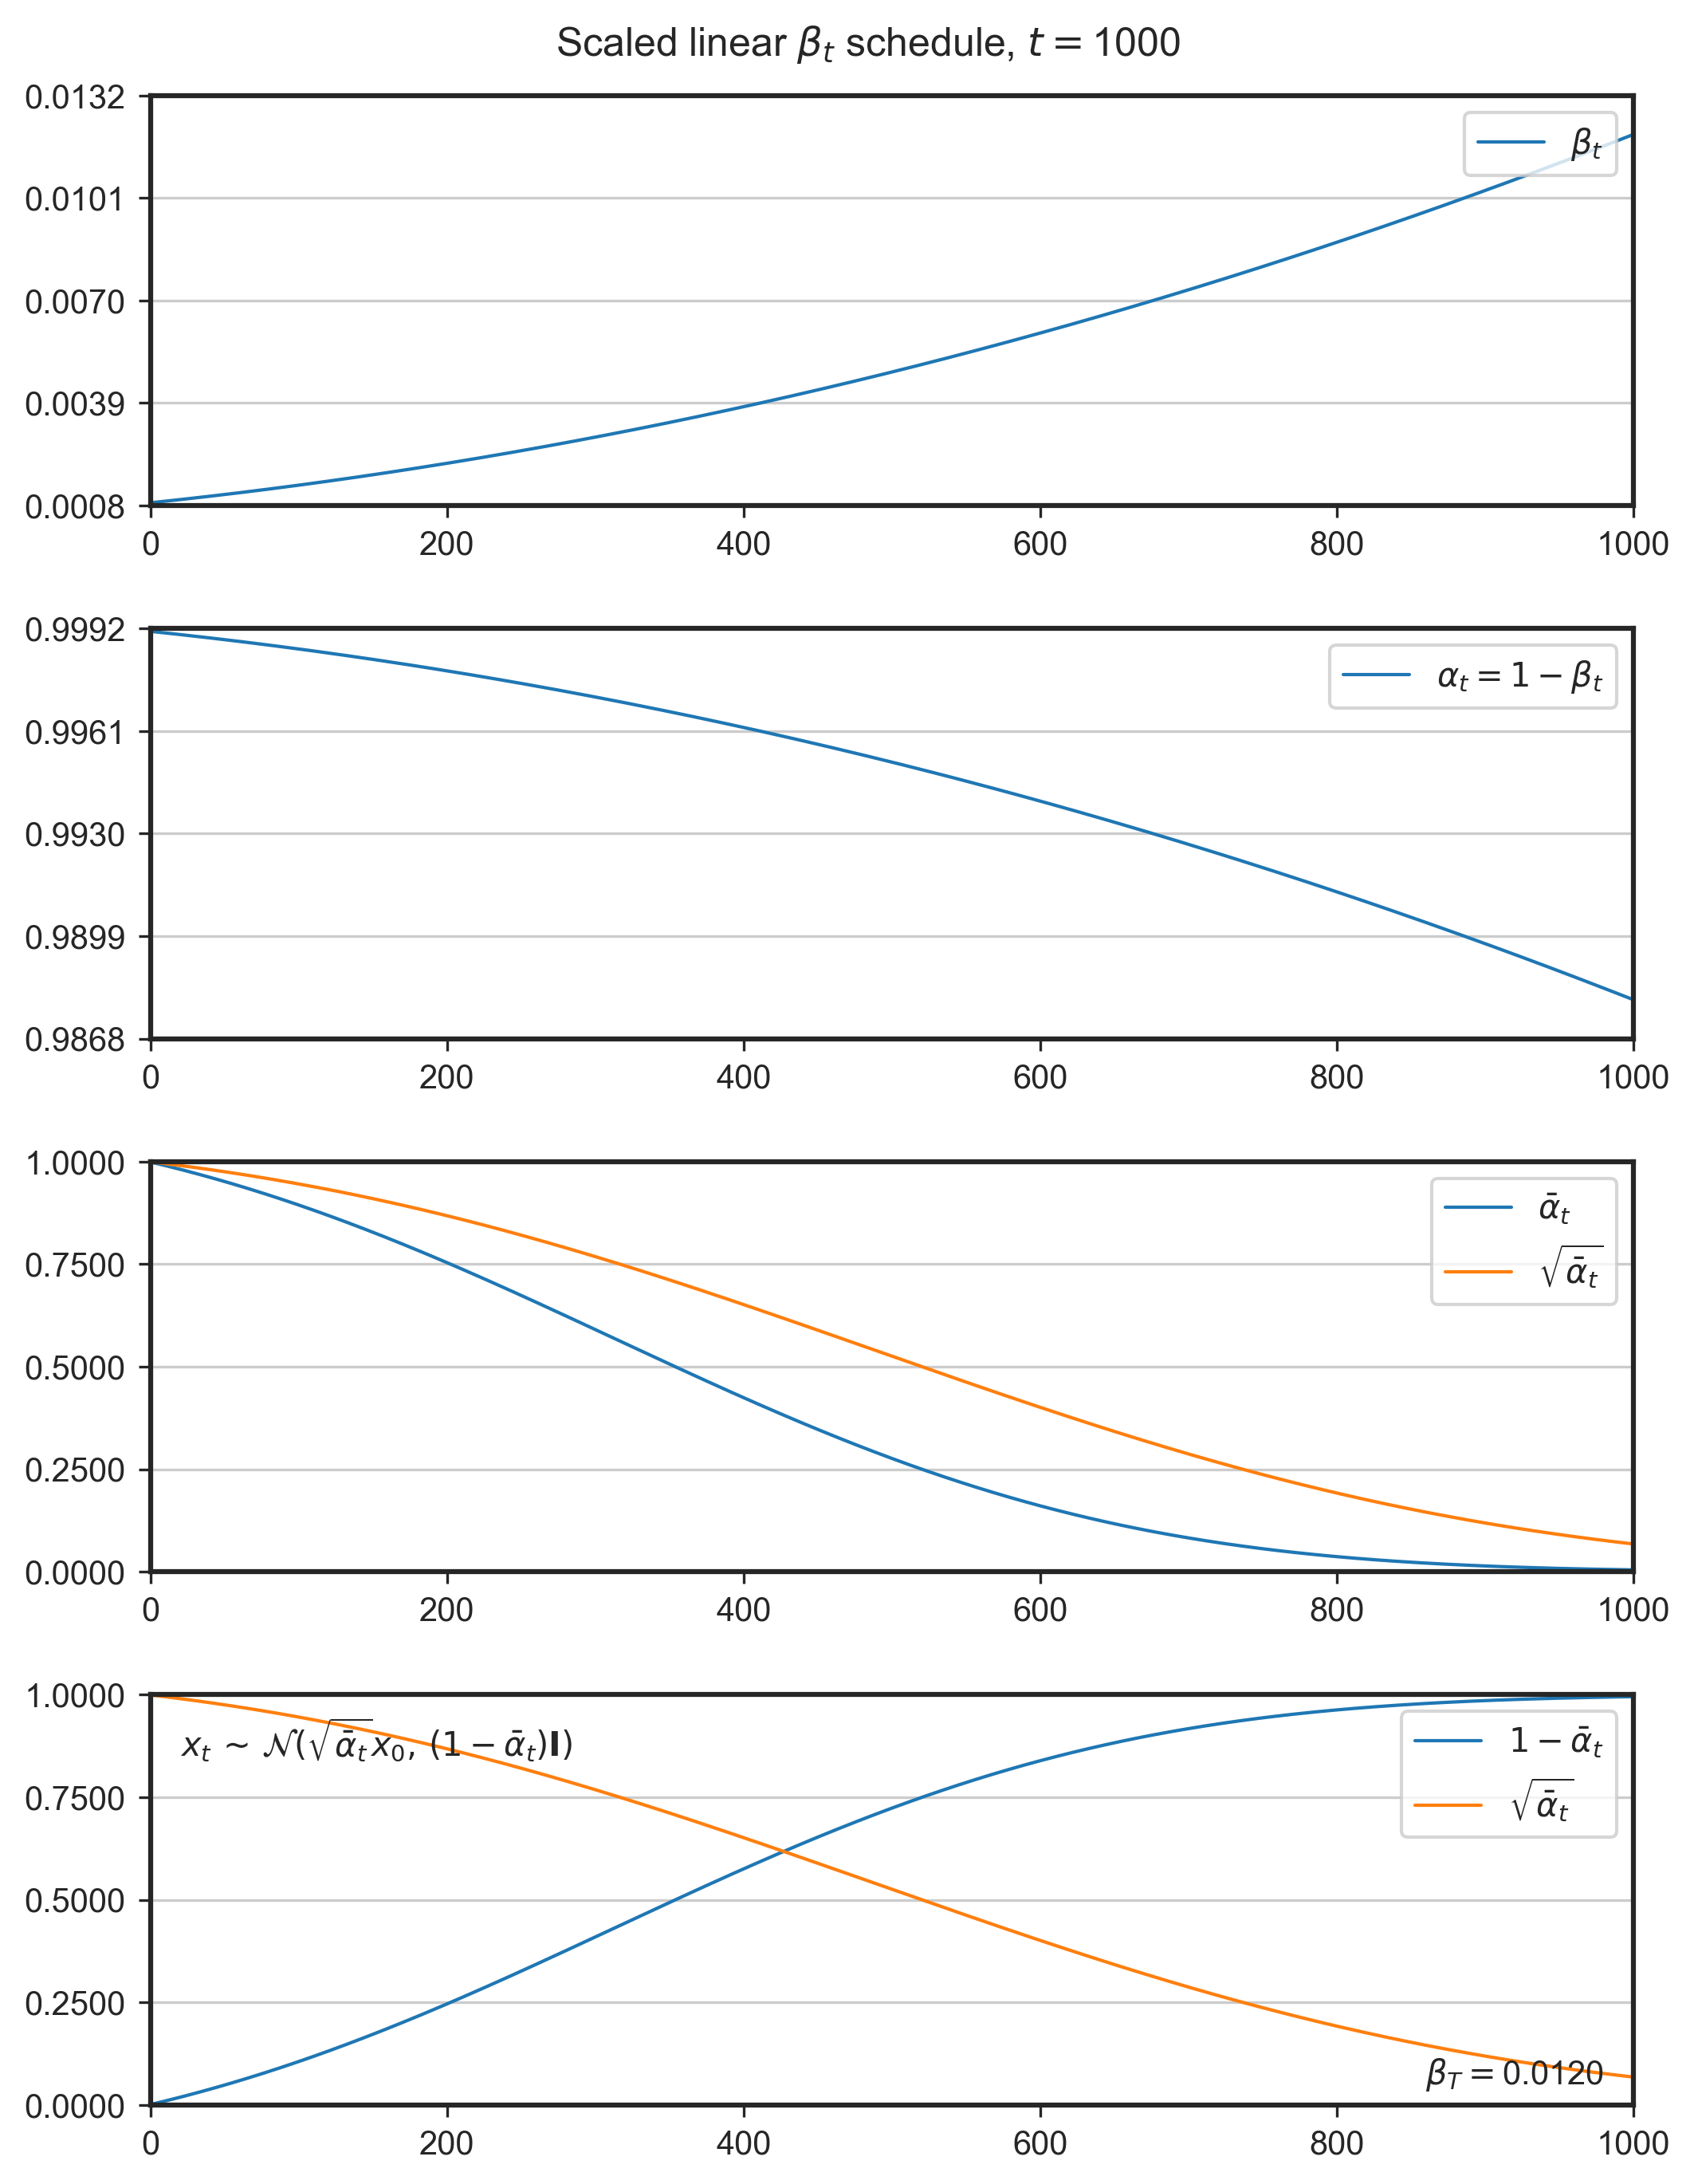 Scaled linear βₜ schedule, t = 1000
0.0132
0.0101
0.0070
0.0039
0.0008
βₜ
0 200 400 600 800 1000
0.9992
0.9961
0.9930
0.9899
0.9868
αₜ = 1 − βₜ
0 200 400 600 800 1000
1.0000
0.7500
0.5000
0.2500
0.0000
ᾱₜ
√ᾱₜ
0 200 400 600 800 1000
1.0000
0.7500
0.5000
0.2500
0.0000
xₜ ~ 𝒩(√ᾱₜx₀, (1 − ᾱₜ)𝐈)
1 − ᾱₜ
√ᾱₜ
β_T = 0.0120
0 200 400 600 800 1000